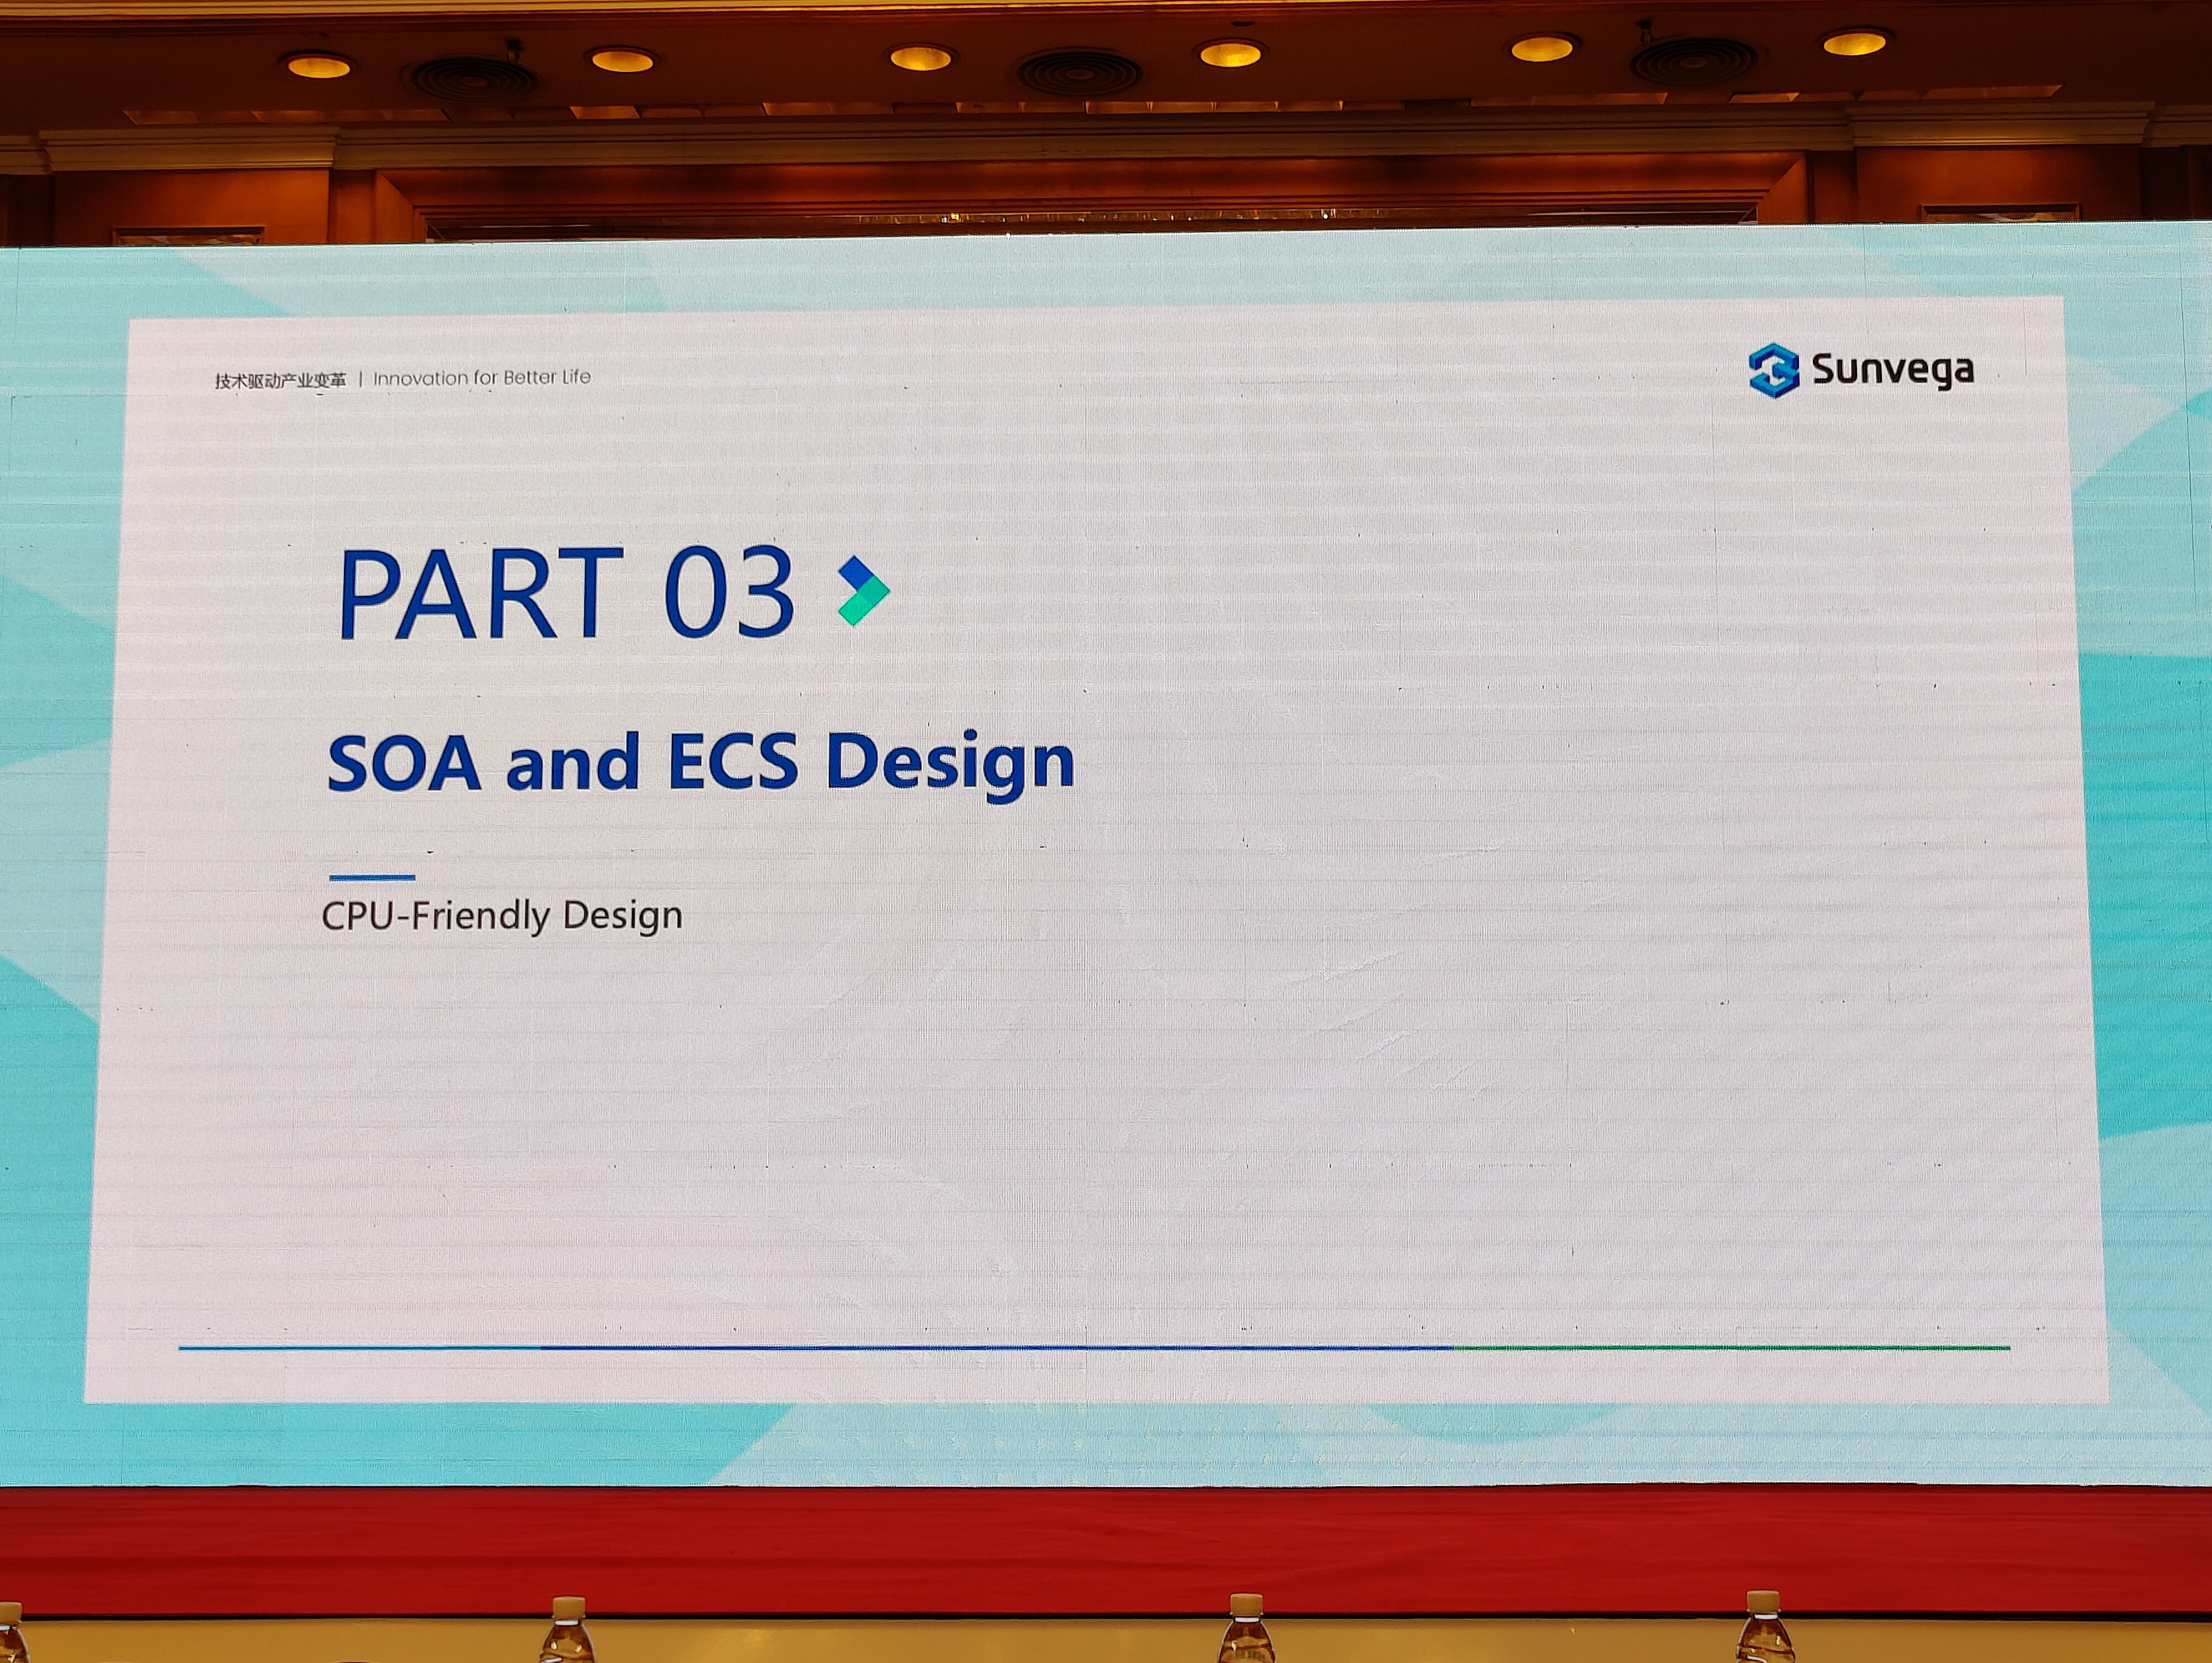 技术驱动产业变革 | Innovation for Better Life
Sunvega
PART 03
SOA and ECS Design
CPU-Friendly Design